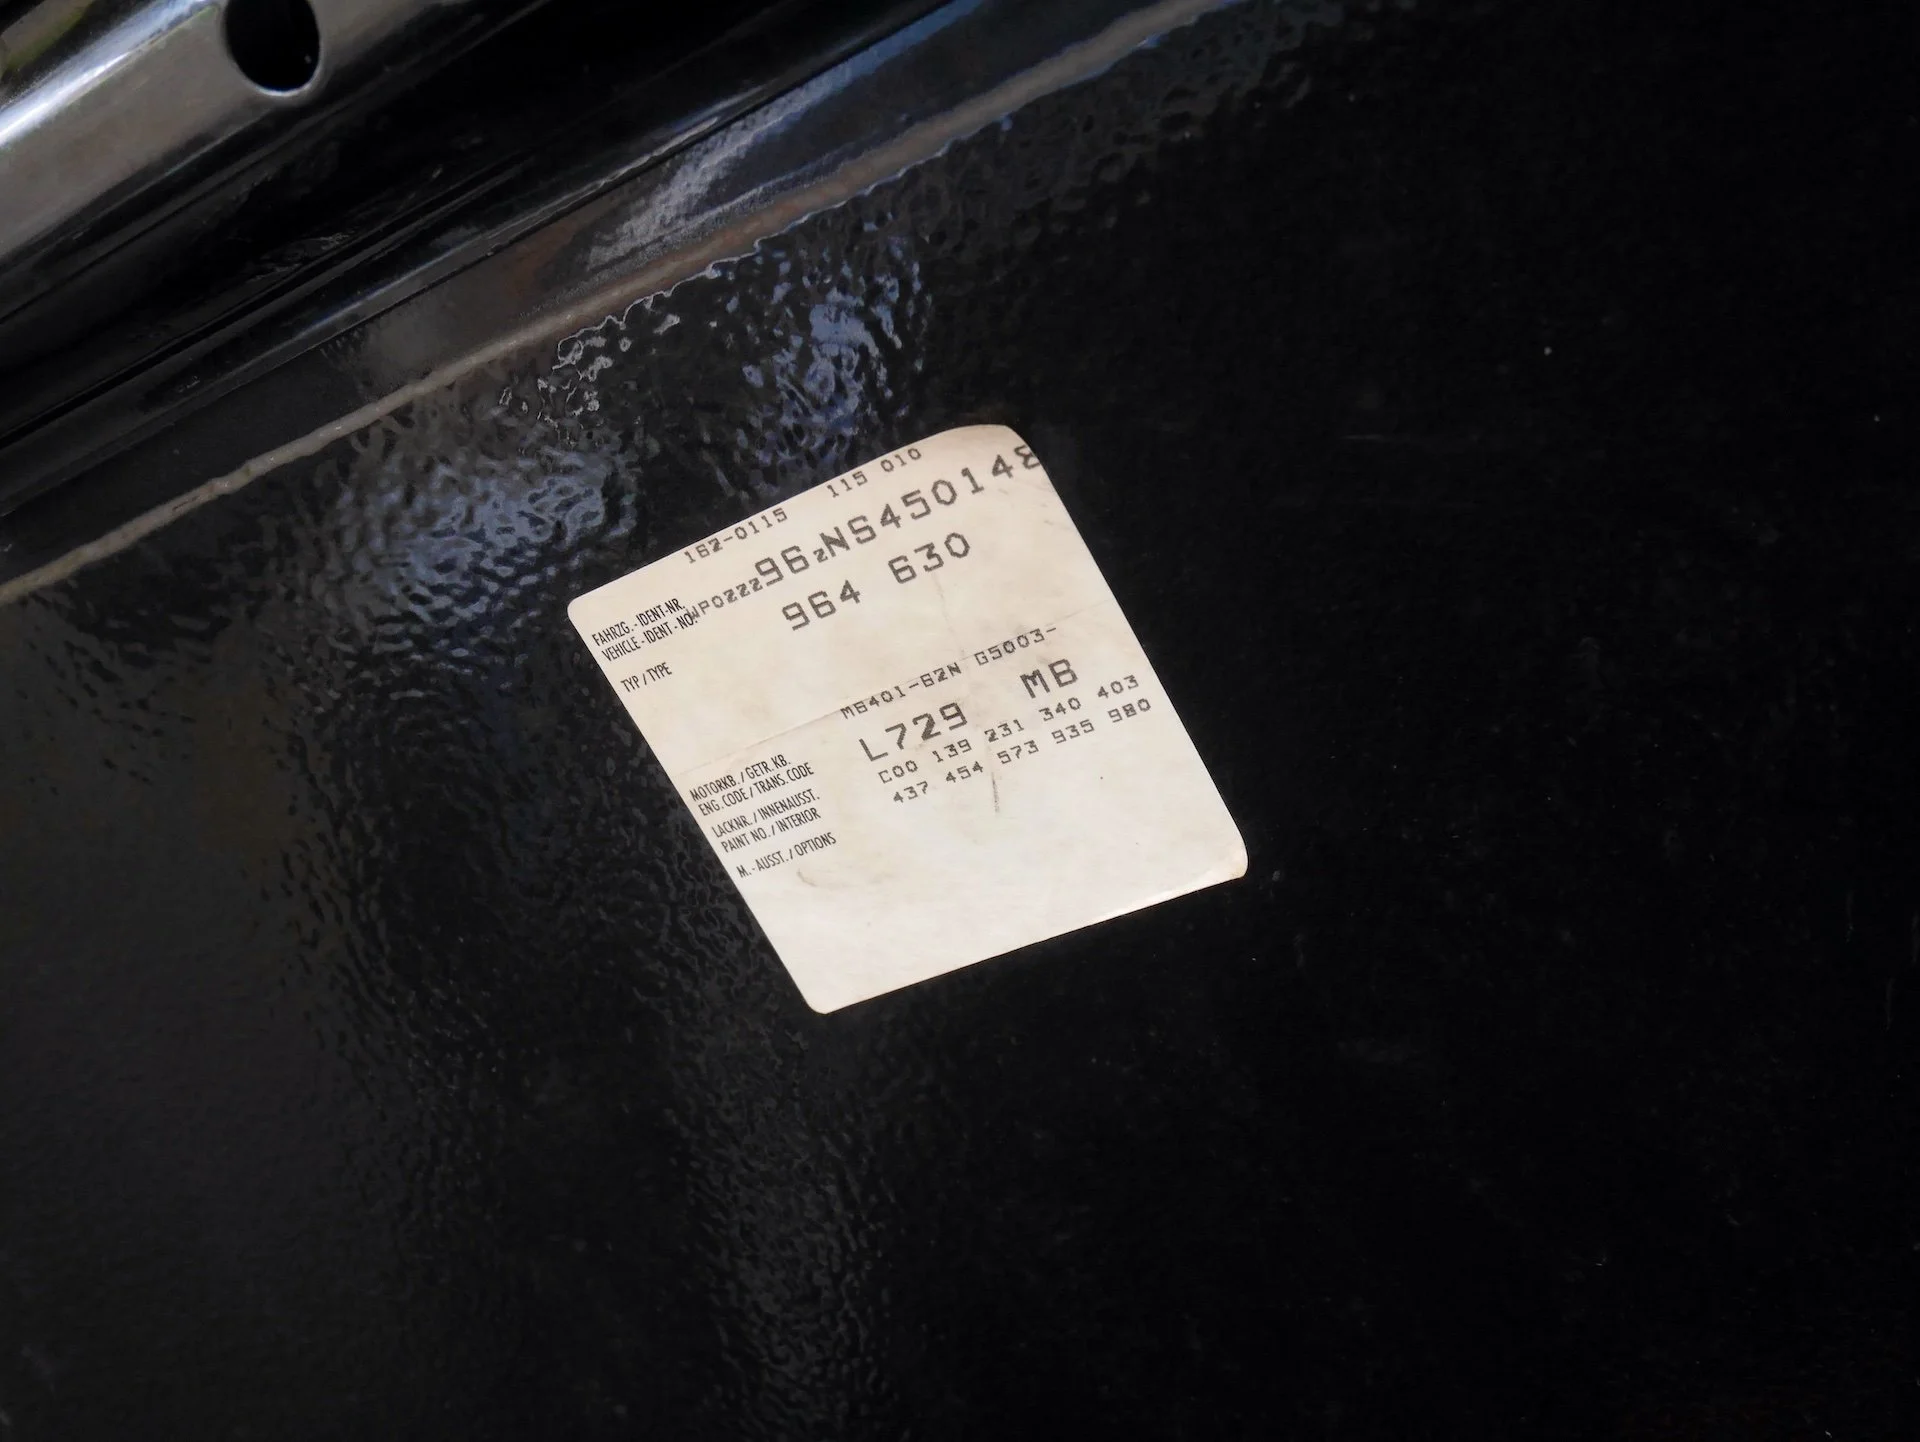 162-0115 115 010
FAHRZG.-IDENT-NR.
VEHICLE-IDENT-NO. WP0ZZZ96ZNS450143
TYP/TYPE 964 630
MOTORKB./GETR.KB.
ENG.CODE/TRANS.CODE M6401-62N G5003-
LACKNR./INNENAUSST.
PAINT NO./INTERIOR L729 MB
M.-AUSST./OPTIONS C00 139 231 340 403
437 454 573 935 980